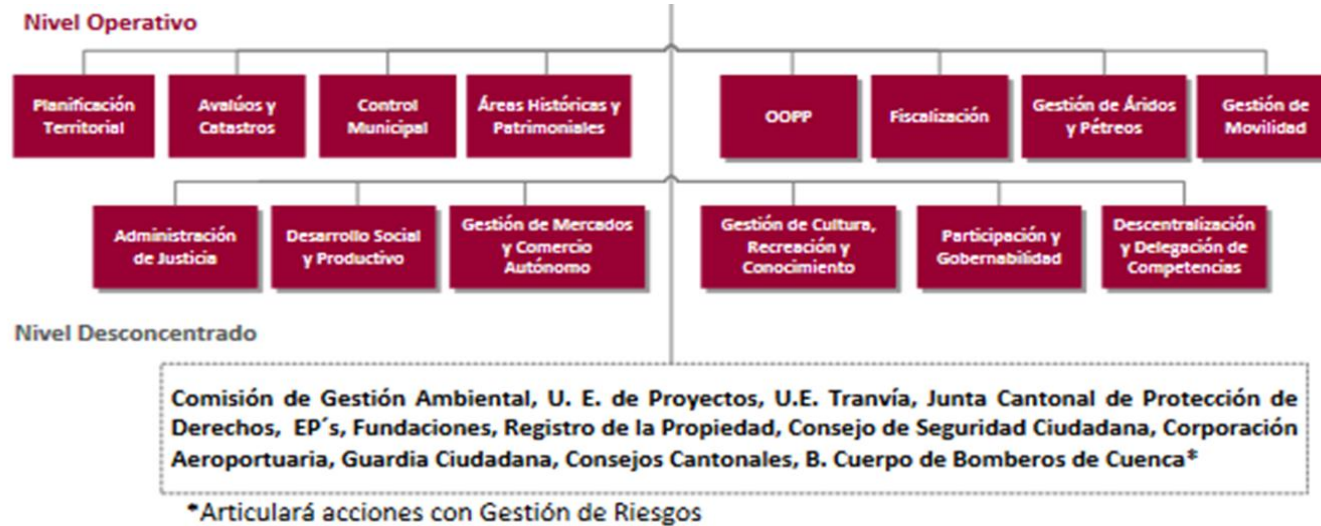 Nivel Operativo
Planificación
Territorial
Avalúos y
Catastros
Control
Municipal
Áreas Históricas y
Patrimoniales
OOPP
Fiscalización
Gestión de Áridos
y Pétreos
Gestión de
Movilidad
Administración
de Justicia
Desarrollo Social
y Productivo
Gestión de Mercados
y Comercio
Autónomo
Gestión de Cultura,
Recreación y
Conocimiento
Participación y
Gobernabilidad
Descentralización
y Delegación de
Competencias
Nivel Desconcentrado
Comisión de Gestión Ambiental, U. E. de Proyectos, U.E. Tranvía, Junta Cantonal de Protección de
Derechos, EP´s, Fundaciones, Registro de la Propiedad, Consejo de Seguridad Ciudadana, Corporación
Aeroportuaria, Guardia Ciudadana, Consejos Cantonales, B. Cuerpo de Bomberos de Cuenca*
*Articulará acciones con Gestión de Riesgos